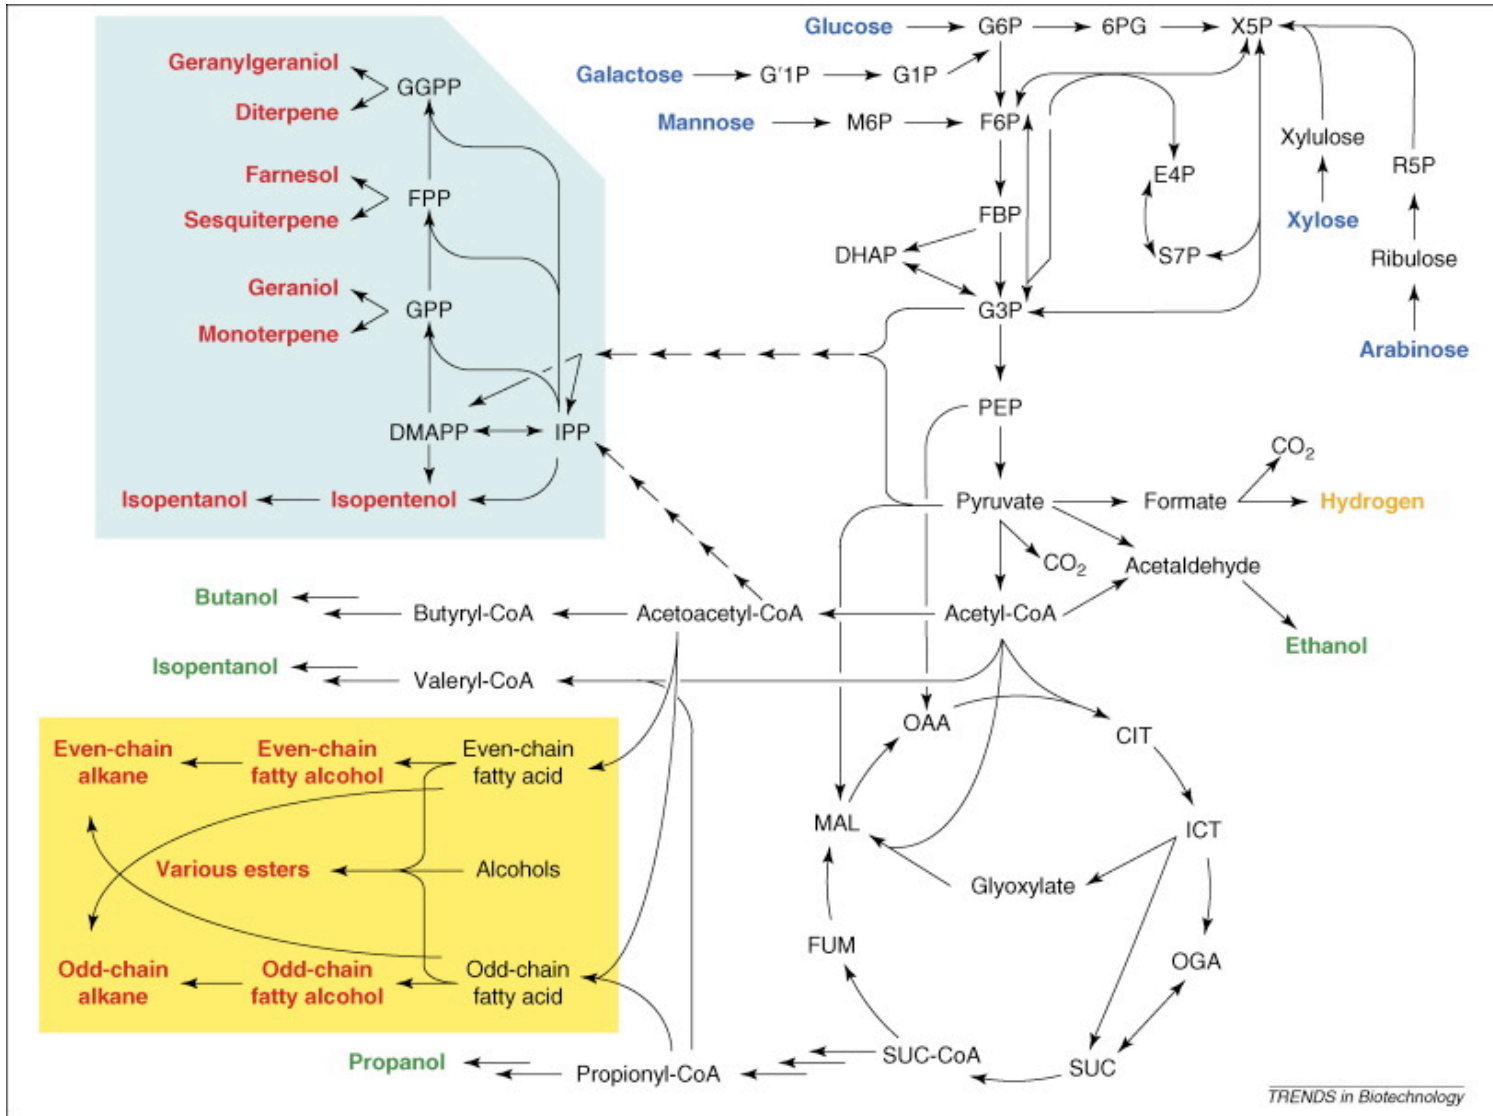 Glucose
G6P
6PG
X5P
Galactose
G'1P
G1P
Mannose
M6P
F6P
Xylulose
R5P
E4P
Xylose
FBP
DHAP
S7P
Ribulose
G3P
Arabinose
PEP
Geranylgeraniol
GGPP
Diterpene
Farnesol
FPP
Sesquiterpene
Geraniol
GPP
Monoterpene
DMAPP
IPP
Isopentanol
Isopentenol
Pyruvate
Formate
CO2
Hydrogen
CO2
Acetaldehyde
Ethanol
Butanol
Butyryl-CoA
Acetoacetyl-CoA
Acetyl-CoA
Isopentanol
Valeryl-CoA
OAA
CIT
MAL
ICT
Glyoxylate
FUM
OGA
SUC-CoA
SUC
Even-chain
alkane
Even-chain
fatty alcohol
Even-chain
fatty acid
Various esters
Alcohols
Odd-chain
alkane
Odd-chain
fatty alcohol
Odd-chain
fatty acid
Propanol
Propionyl-CoA
TRENDS in Biotechnology